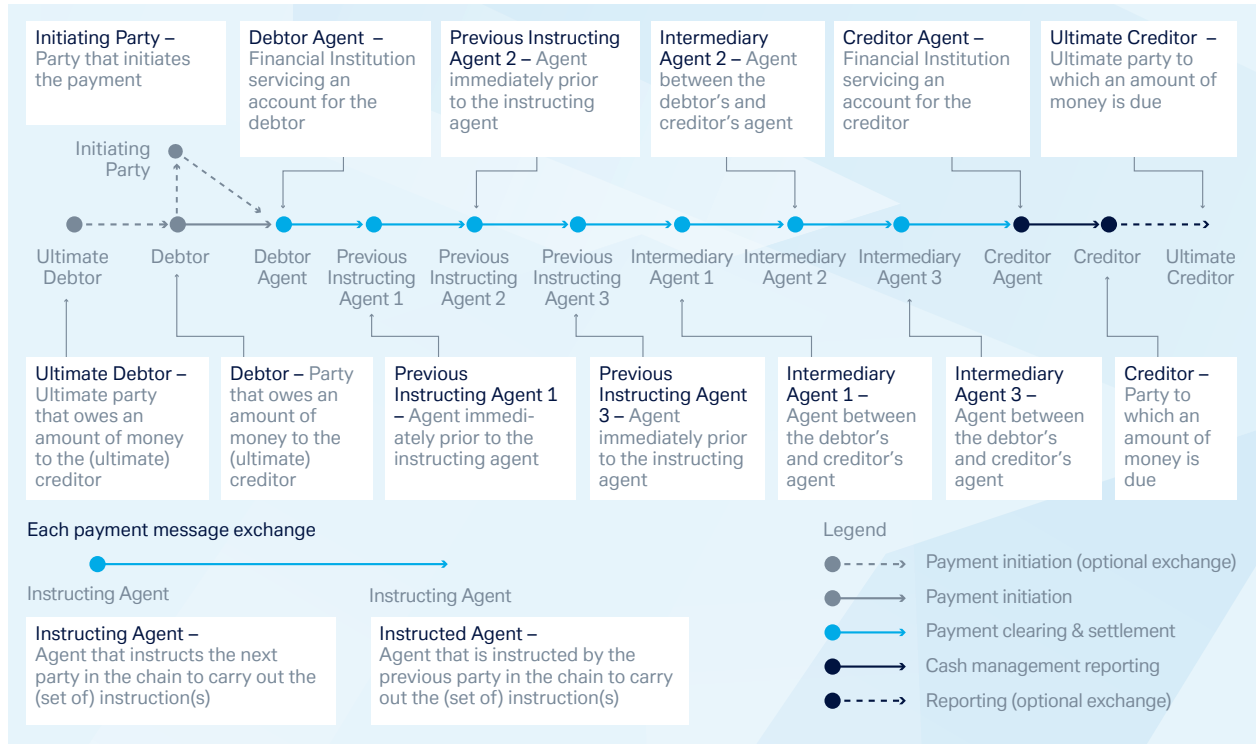 Initiating Party –
Party that initiates
the payment
Debtor Agent –
Financial Institution
servicing an
account for the
debtor
Previous Instructing
Agent 2 – Agent
immediately prior
to the instructing
agent
Intermediary
Agent 2 – Agent
between the
debtor's and
creditor's agent
Creditor Agent –
Financial Institution
servicing an
account for the
creditor
Ultimate Creditor –
Ultimate party to
which an amount of
money is due
Initiating
Party
Ultimate
Debtor
Debtor
Debtor
Agent
Previous
Instructing
Agent 1
Previous
Instructing
Agent 2
Previous
Instructing
Agent 3
Intermediary
Agent 1
Intermediary
Agent 2
Intermediary
Agent 3
Creditor
Agent
Creditor
Ultimate
Creditor
Ultimate Debtor –
Ultimate party
that owes an
amount of money
to the (ultimate)
creditor
Debtor – Party
that owes an
amount of
money to the
(ultimate)
creditor
Previous
Instructing Agent 1
– Agent immedi-
ately prior to the
instructing agent
Previous
Instructing Agent
3 – Agent
immediately prior
to the instructing
agent
Intermediary
Agent 1 –
Agent between
the debtor's
and creditor's
agent
Intermediary
Agent 3 –
Agent between
the debtor's
and creditor's
agent
Creditor –
Party to
which an
amount of
money is
due
Each payment message exchange
Instructing Agent
Instructing Agent
Instructing Agent –
Agent that instructs the next
party in the chain to carry out the
(set of) instruction(s)
Instructed Agent –
Agent that is instructed by the
previous party in the chain to carry
out the (set of) instruction(s)
Legend
Payment initiation (optional exchange)
Payment initiation
Payment clearing & settlement
Cash management reporting
Reporting (optional exchange)